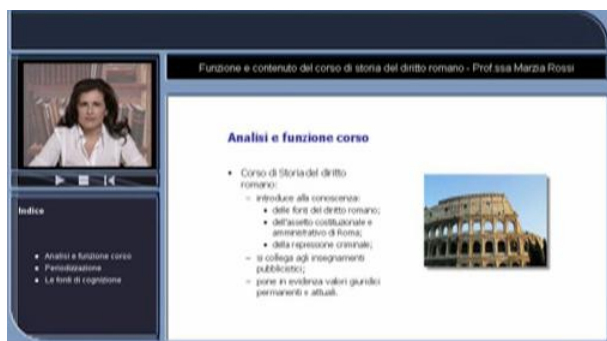 Funzione e contenuto del corso di storia del diritto romano - Prof.ssa Marzia Rossi
Analisi e funzione corso
• Corso di Storia del diritto
romano:
– introduce alla conoscenza:
• delle fonti del diritto romano;
• dell'assetto costituzionale e
amministrativo di Roma;
• della repressione criminale;
– si collega agli insegnamenti
pubblicistici;
– pone in evidenza valori giuridici
permanenti e attuali.
Indice
Analisi e funzione corso
Periodizzazione
Le fonti di cognizione